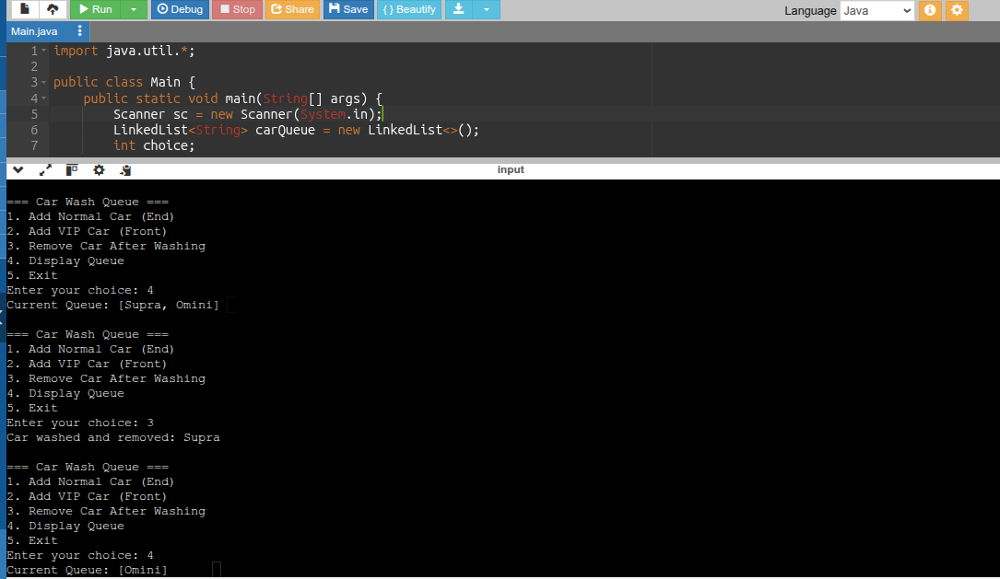 Run Debug Stop Share Save { } Beautify Language Java
Main.java
1 import java.util.*;
2
3 public class Main {
4 public static void main(String[] args) {
5 Scanner sc = new Scanner(System.in);
6 LinkedList<String> carQueue = new LinkedList<>();
7 int choice;
input
=== Car Wash Queue ===
1. Add Normal Car (End)
2. Add VIP Car (Front)
3. Remove Car After Washing
4. Display Queue
5. Exit
Enter your choice: 4
Current Queue: [Supra, Omini]
=== Car Wash Queue ===
1. Add Normal Car (End)
2. Add VIP Car (Front)
3. Remove Car After Washing
4. Display Queue
5. Exit
Enter your choice: 3
Car washed and removed: Supra
=== Car Wash Queue ===
1. Add Normal Car (End)
2. Add VIP Car (Front)
3. Remove Car After Washing
4. Display Queue
5. Exit
Enter your choice: 4
Current Queue: [Omini]